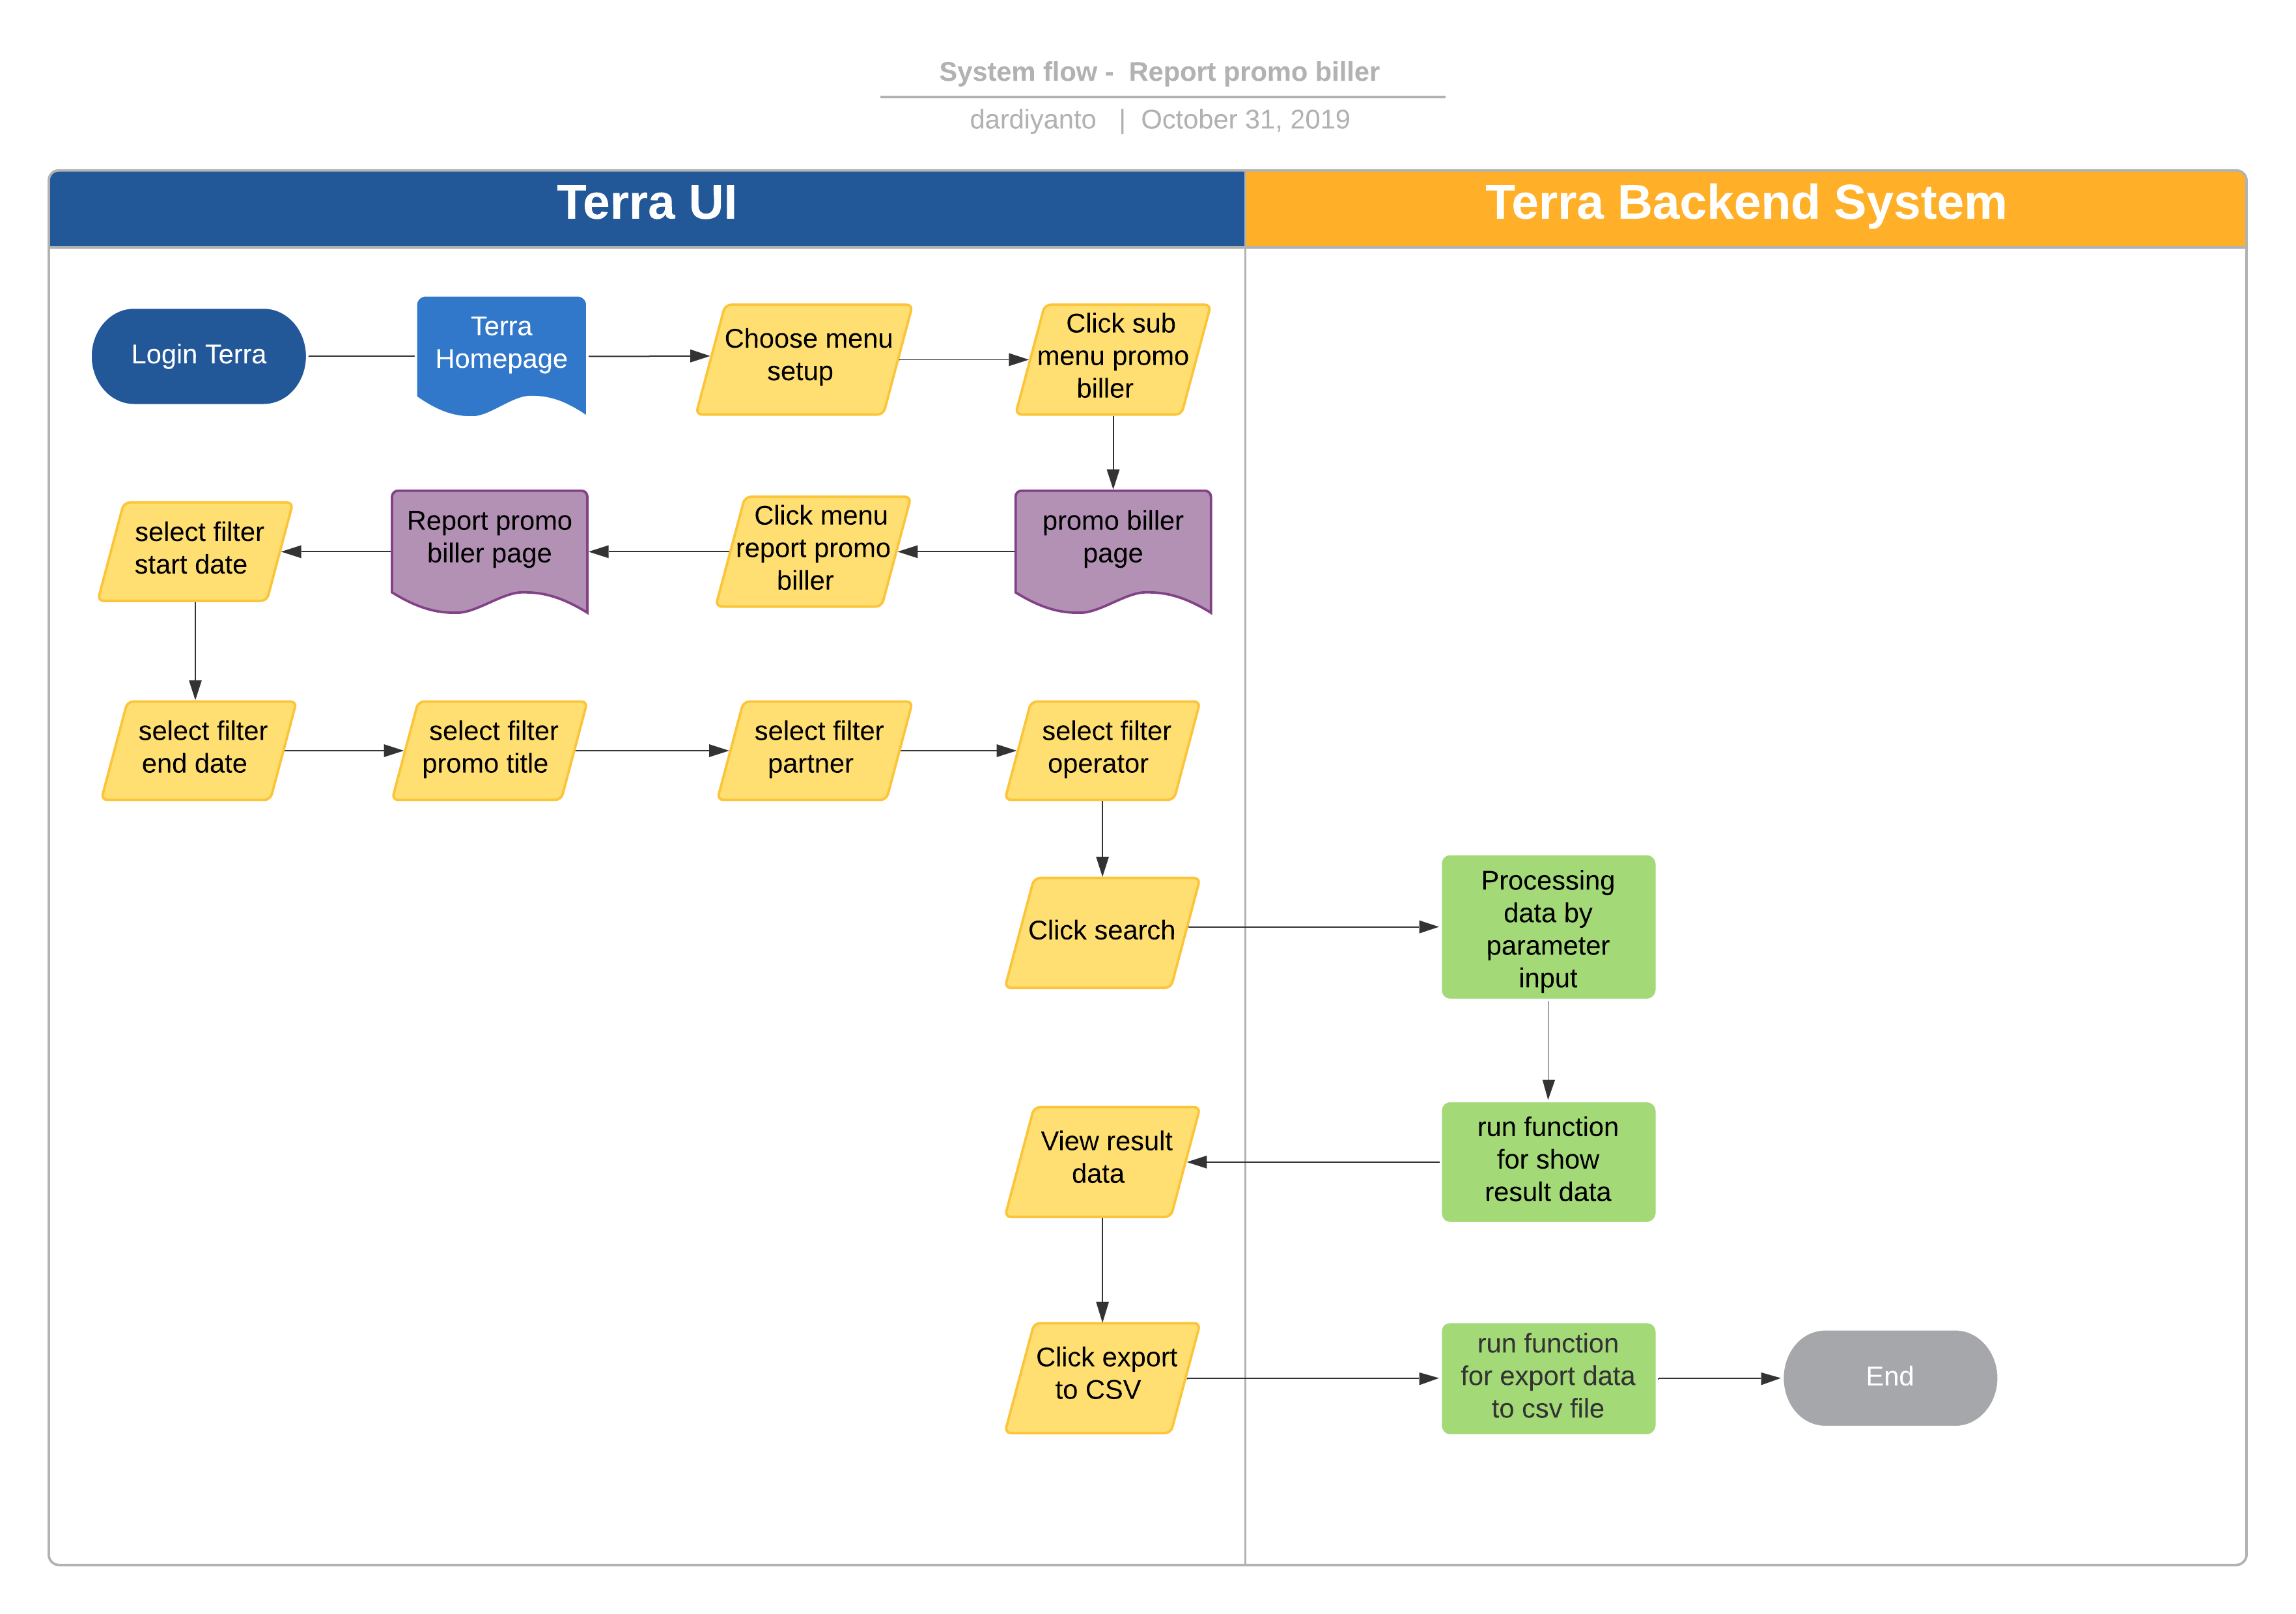 System flow - Report promo biller
dardiyanto | October 31, 2019
Terra UI
Terra Backend System
Login Terra
Terra
Homepage
Choose menu
setup
Click sub
menu promo
biller
promo biller
page
Click menu
report promo
biller
Report promo
biller page
select filter
start date
select filter
end date
select filter
promo title
select filter
partner
select filter
operator
Click search
Processing
data by
parameter
input
run function
for show
result data
View result
data
Click export
to CSV
run function
for export data
to csv file
End